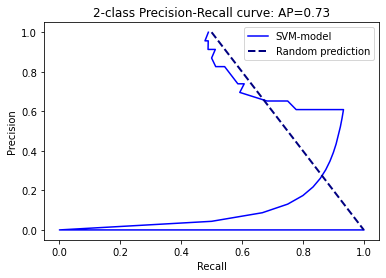 2-class Precision-Recall curve: AP=0.73
SVM-model
Random prediction
1.0
0.8
0.6
0.4
0.2
0.0
Precision
0.0 0.2 0.4 0.6 0.8 1.0
Recall